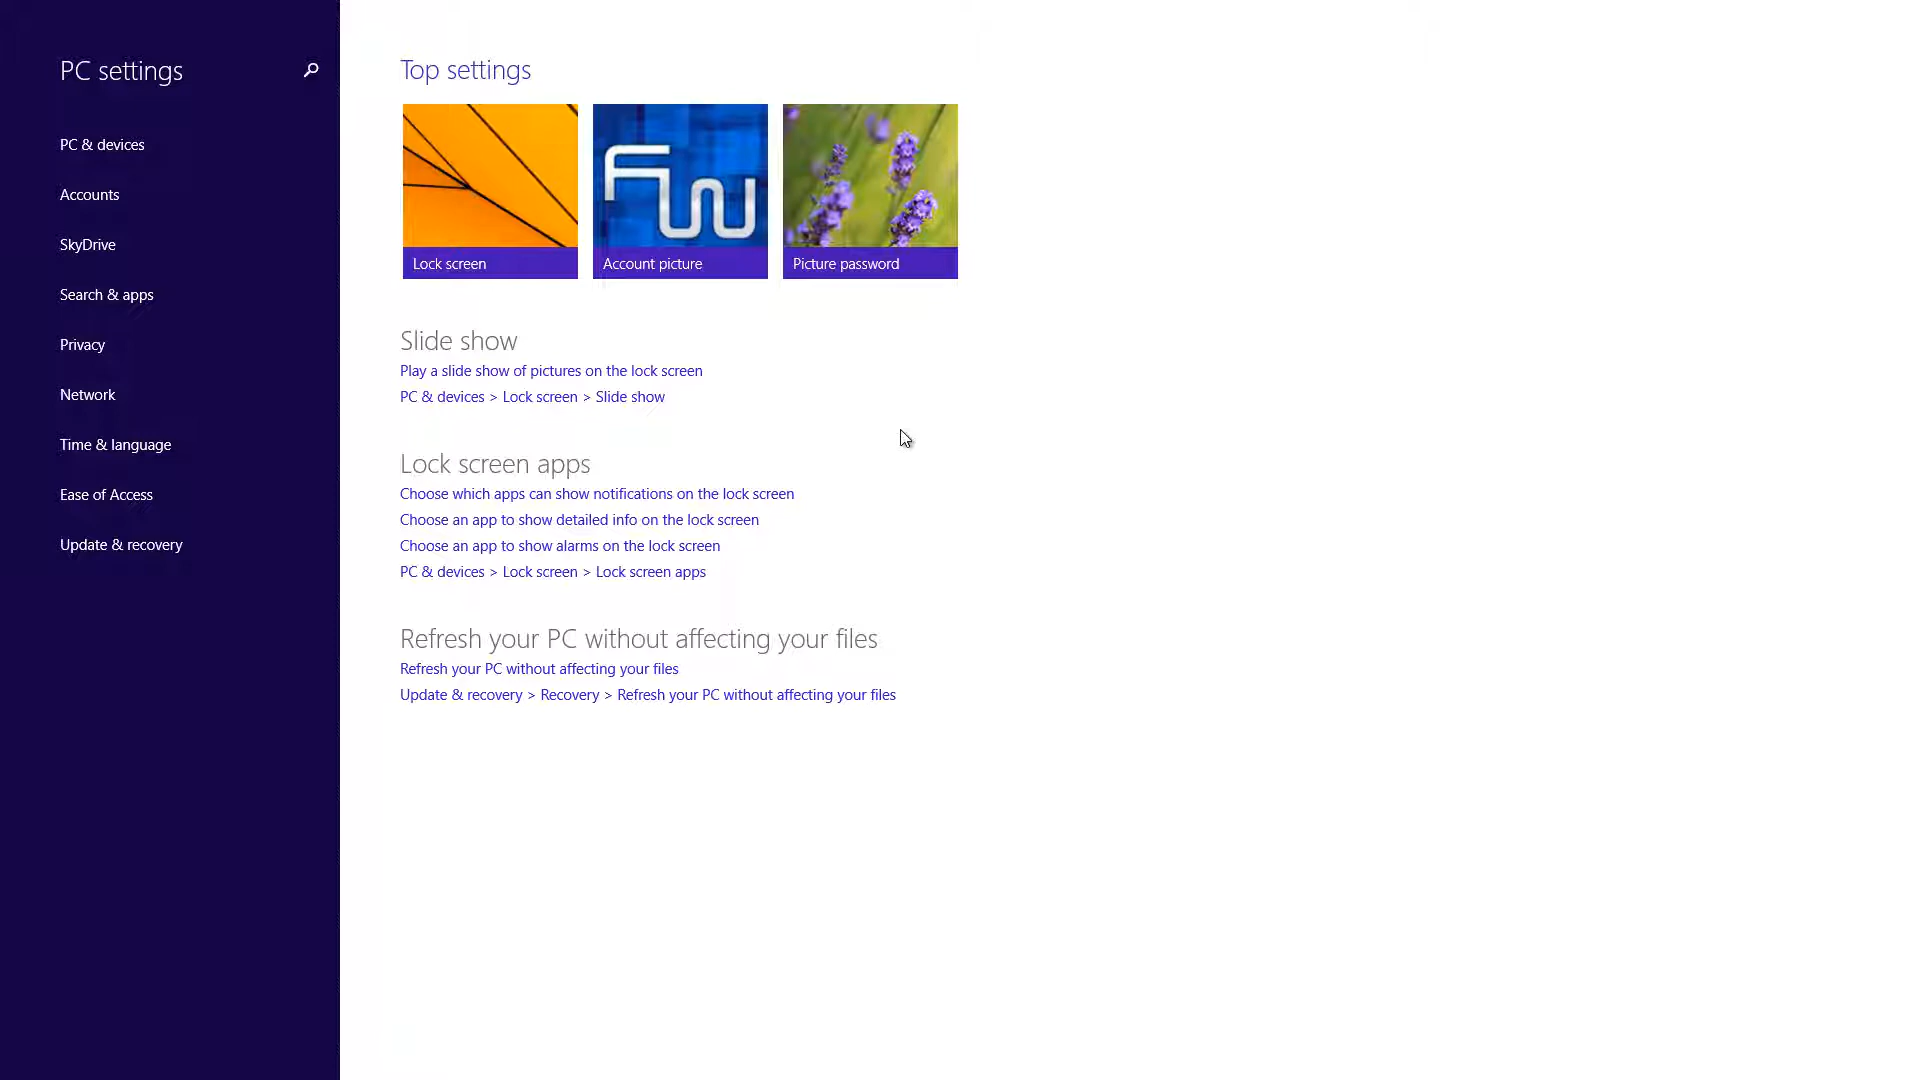 PC settings
PC & devices
Accounts
SkyDrive
Search & apps
Privacy
Network
Time & language
Ease of Access
Update & recovery
Top settings
Lock screen
Account picture
Picture password
Slide show
Play a slide show of pictures on the lock screen
PC & devices > Lock screen > Slide show
Lock screen apps
Choose which apps can show notifications on the lock screen
Choose an app to show detailed info on the lock screen
Choose an app to show alarms on the lock screen
PC & devices > Lock screen > Lock screen apps
Refresh your PC without affecting your files
Refresh your PC without affecting your files
Update & recovery > Recovery > Refresh your PC without affecting your files